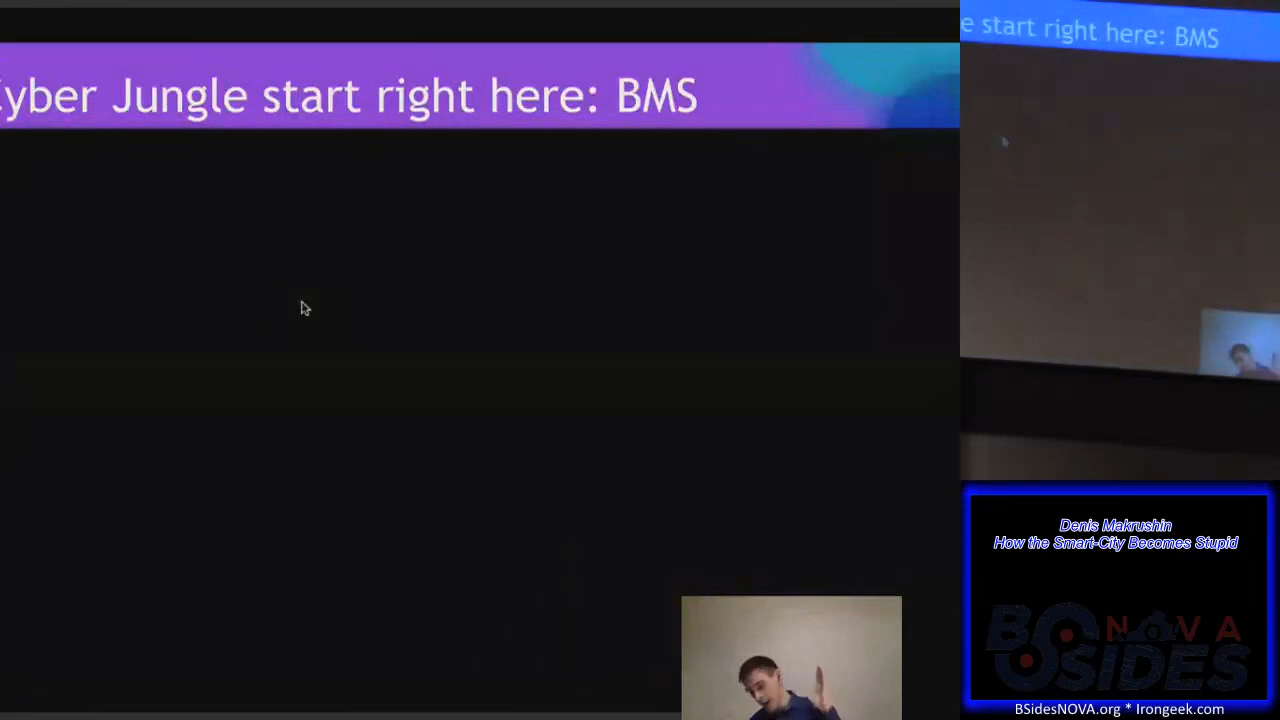 Cyber Jungle start right here: BMS
e start right here: BMS
Denis Makrushin
How the Smart-City Becomes Stupid
BSIDES
NOVA
BSidesNOVA.org * Irongeek.com